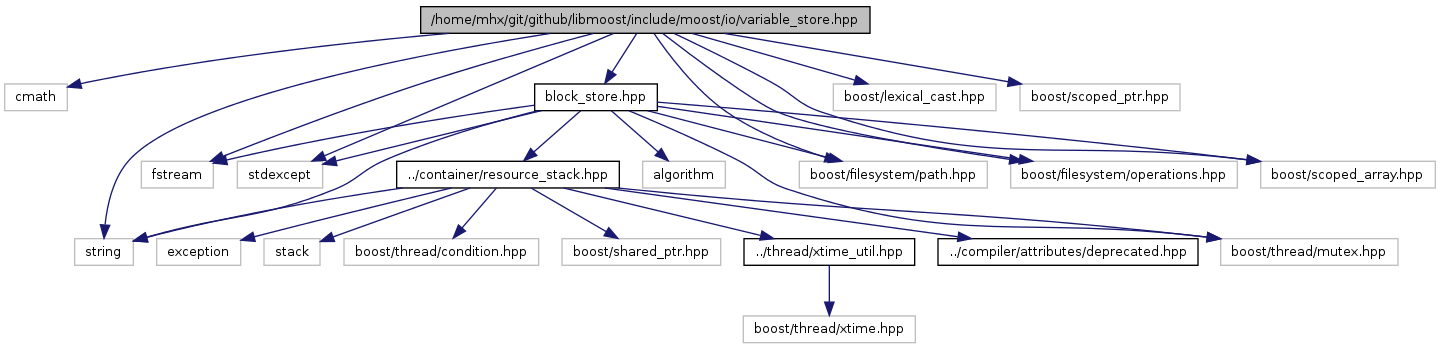 /home/mhx/git/github/libmoost/include/moost/io/variable_store.hpp
cmath
block_store.hpp
boost/lexical_cast.hpp
boost/scoped_ptr.hpp
fstream
stdexcept
../container/resource_stack.hpp
algorithm
boost/filesystem/path.hpp
boost/filesystem/operations.hpp
boost/scoped_array.hpp
string
exception
stack
boost/thread/condition.hpp
boost/shared_ptr.hpp
../thread/xtime_util.hpp
../compiler/attributes/deprecated.hpp
boost/thread/mutex.hpp
boost/thread/xtime.hpp